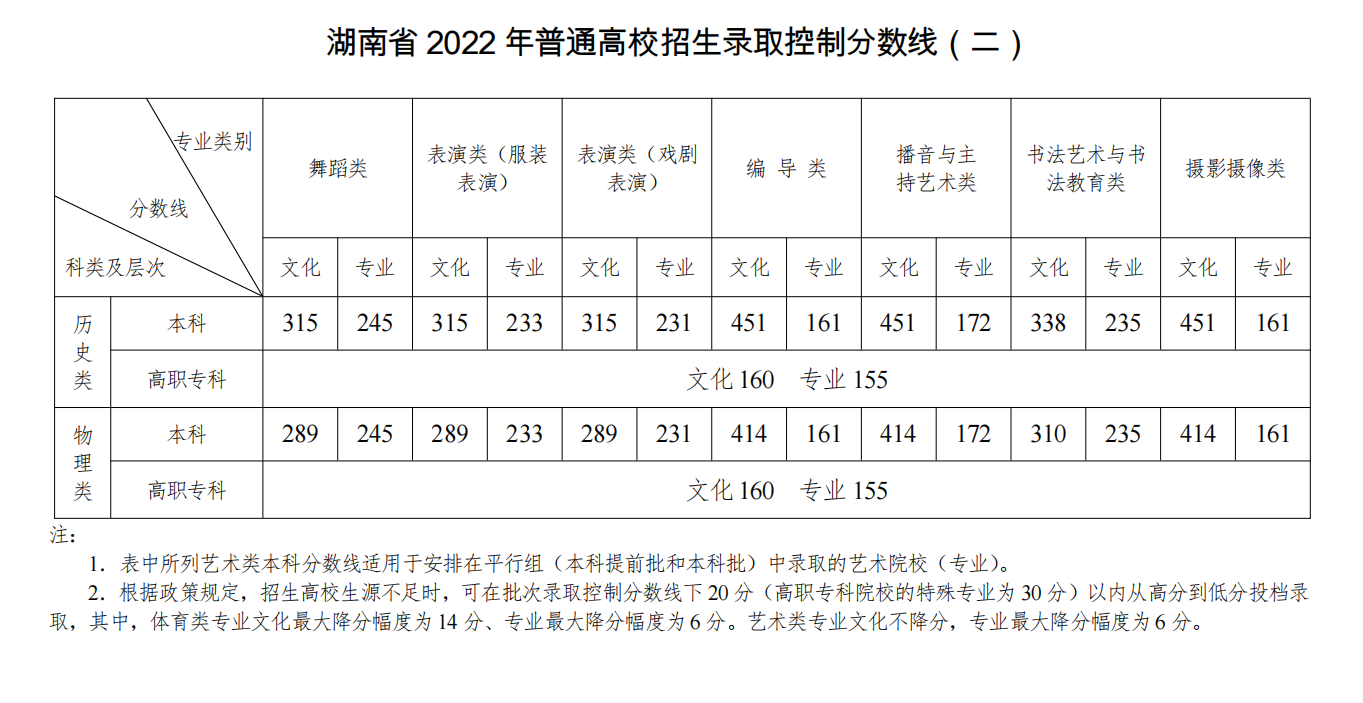 湖南省 2022 年普通高校招生录取控制分数线（二）
专业类别
分数线
科类及层次
舞蹈类
表演类（服装
表演）
表演类（戏剧
表演）
编 导 类
播音与主
持艺术类
书法艺术与书
法教育类
摄影摄像类
文化 专业 文化 专业 文化 专业 文化 专业 文化 专业 文化 专业 文化 专业
历史类
本科 315 245 315 233 315 231 451 161 451 172 338 235 451 161
高职专科 文化 160 专业 155
物理类
本科 289 245 289 233 289 231 414 161 414 172 310 235 414 161
高职专科 文化 160 专业 155
注：
1．表中所列艺术类本科分数线适用于安排在平行组（本科提前批和本科批）中录取的艺术院校（专业）。
2．根据政策规定，招生高校生源不足时，可在批次录取控制分数线下 20 分（高职专科院校的特殊专业为 30 分）以内从高分到低分投档录
取，其中，体育类专业文化最大降分幅度为 14 分、专业最大降分幅度为 6 分。艺术类专业文化不降分，专业最大降分幅度为 6 分。